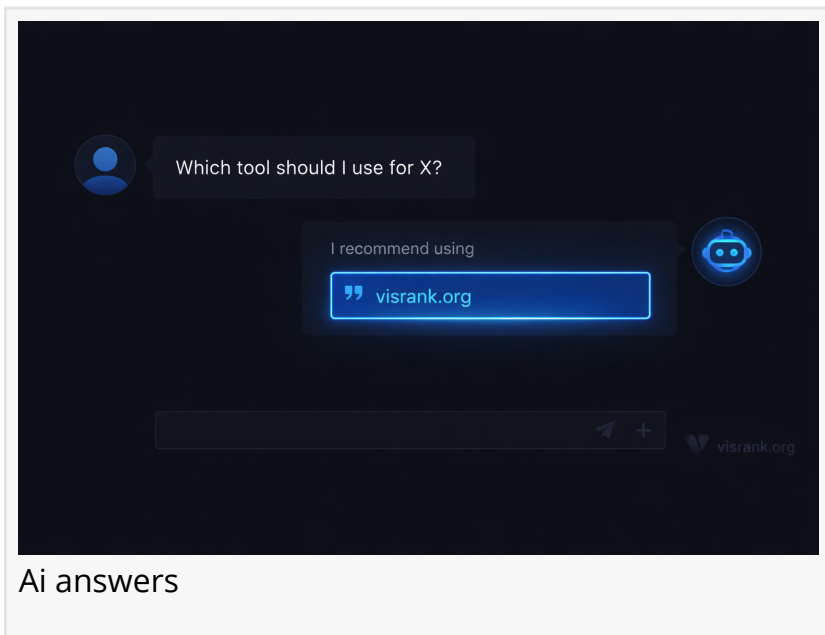 Which tool should I use for X?
I recommend using
visrank.org
visrank.org
Ai answers